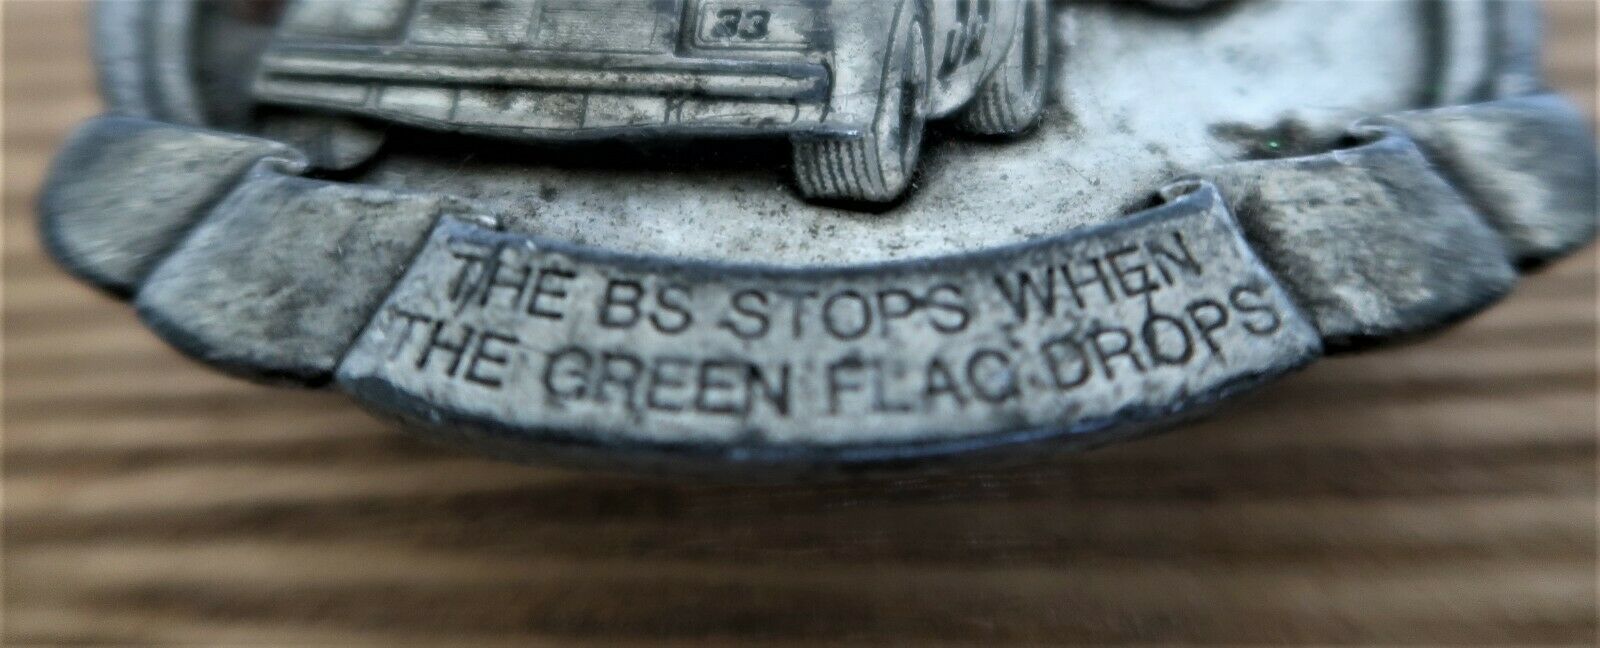 33
THE BS STOPS WHEN
THE GREEN FLAG DROPS